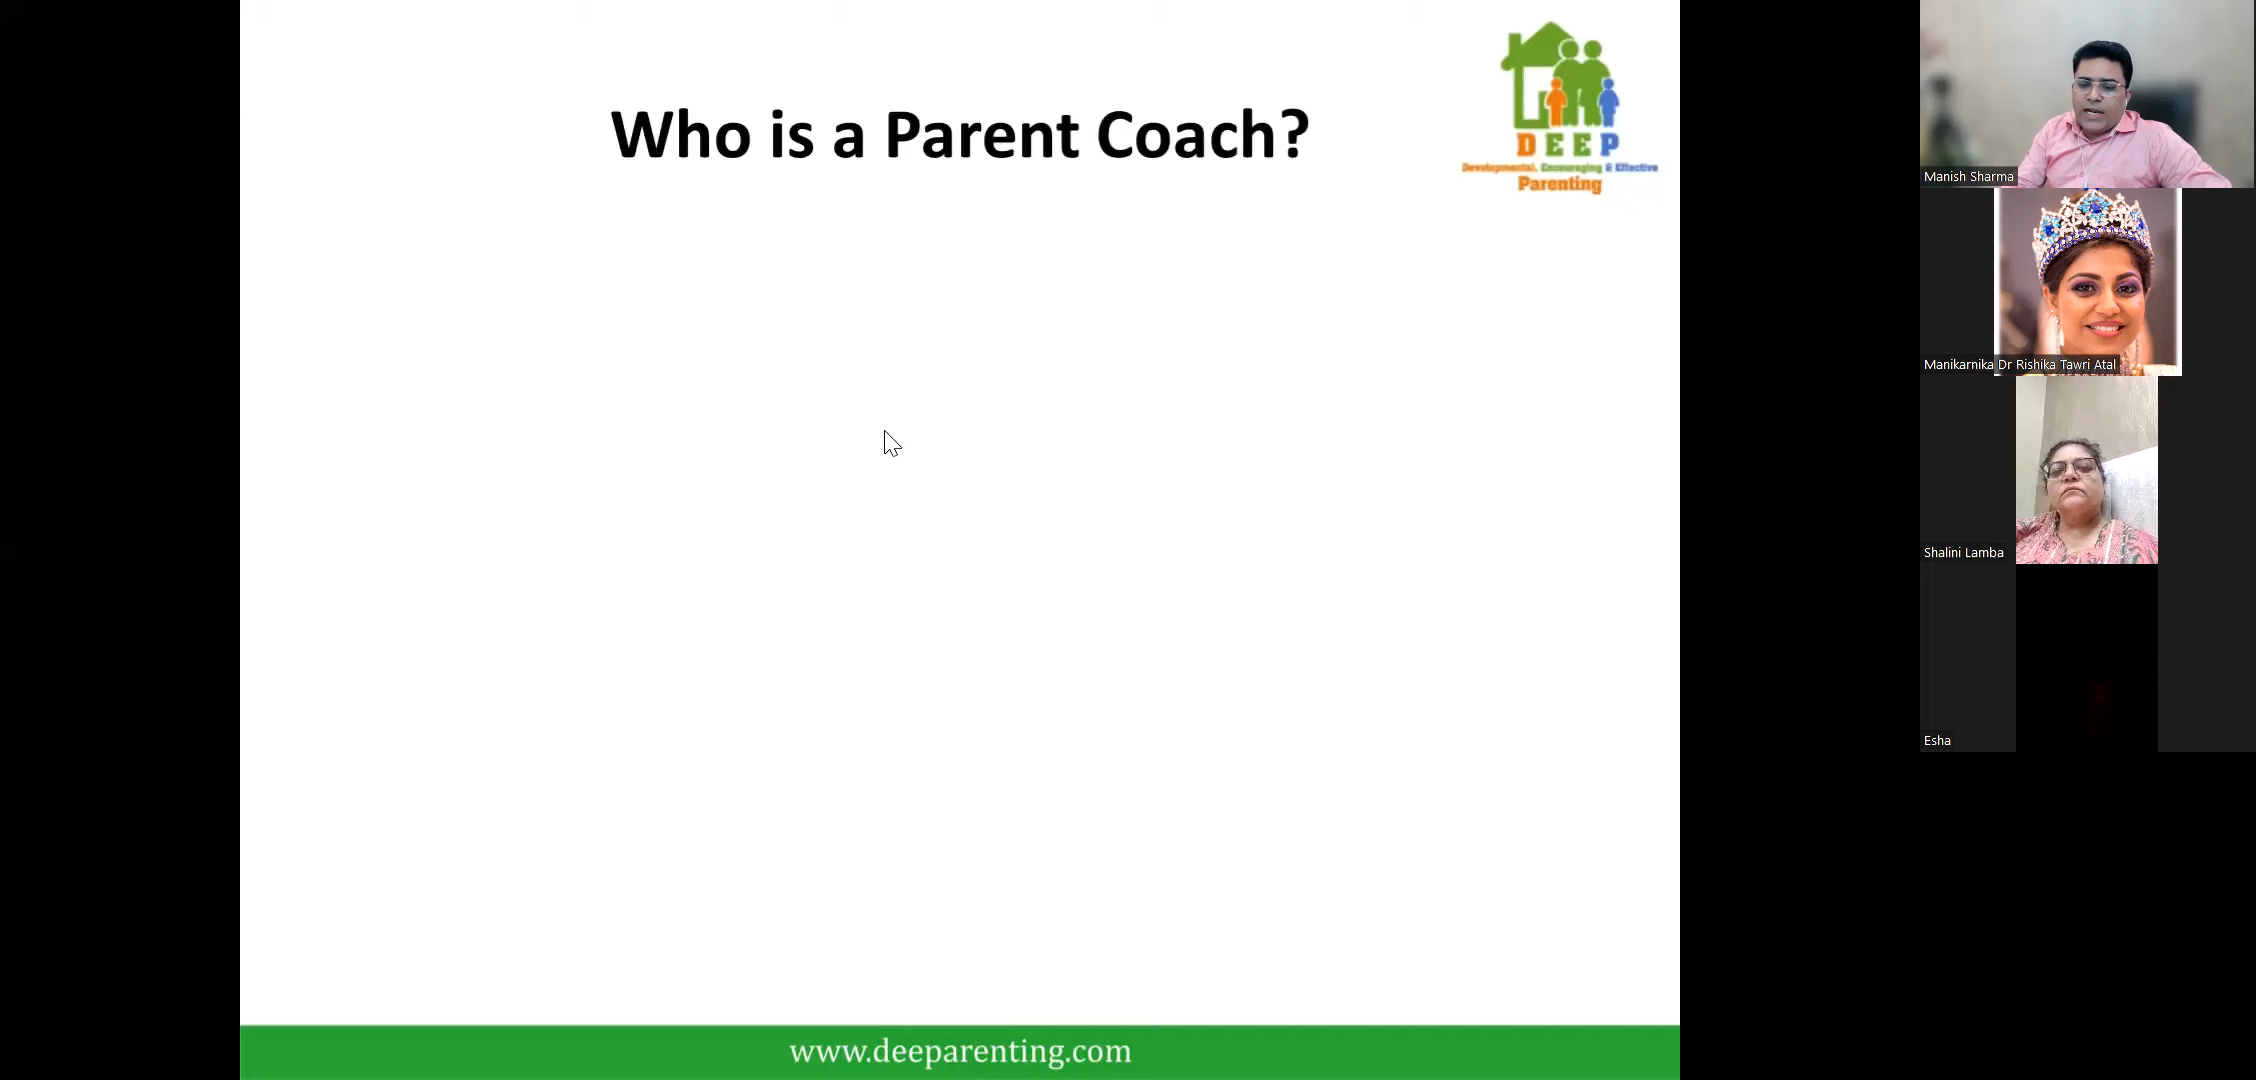 Who is a Parent Coach?
DEEP
Developmental, Encouraging & Effective
Parenting
www.deeparenting.com
Manish Sharma
Manikarnika Dr Rishika Tawri Atal
Shalini Lamba
Esha